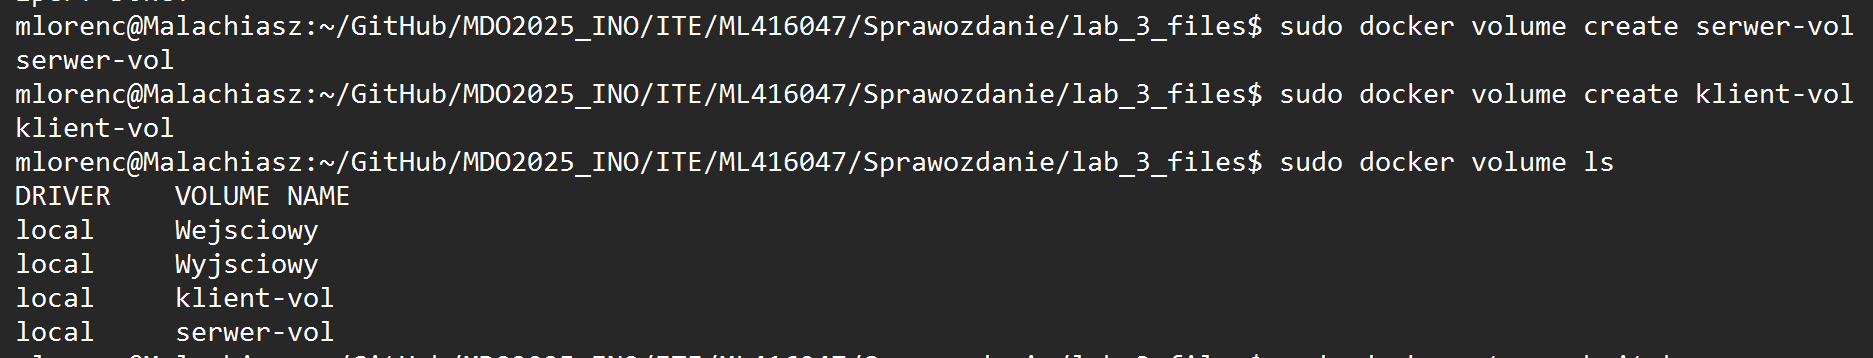 mlorenc@Malachiasz:~/GitHub/MDO2025_INO/ITE/ML416047/Sprawozdanie/lab_3_files$ sudo docker volume create serwer-vol
serwer-vol
mlorenc@Malachiasz:~/GitHub/MDO2025_INO/ITE/ML416047/Sprawozdanie/lab_3_files$ sudo docker volume create klient-vol
klient-vol
mlorenc@Malachiasz:~/GitHub/MDO2025_INO/ITE/ML416047/Sprawozdanie/lab_3_files$ sudo docker volume ls
DRIVER    VOLUME NAME
local     Wejsciowy
local     Wyjsciowy
local     klient-vol
local     serwer-vol